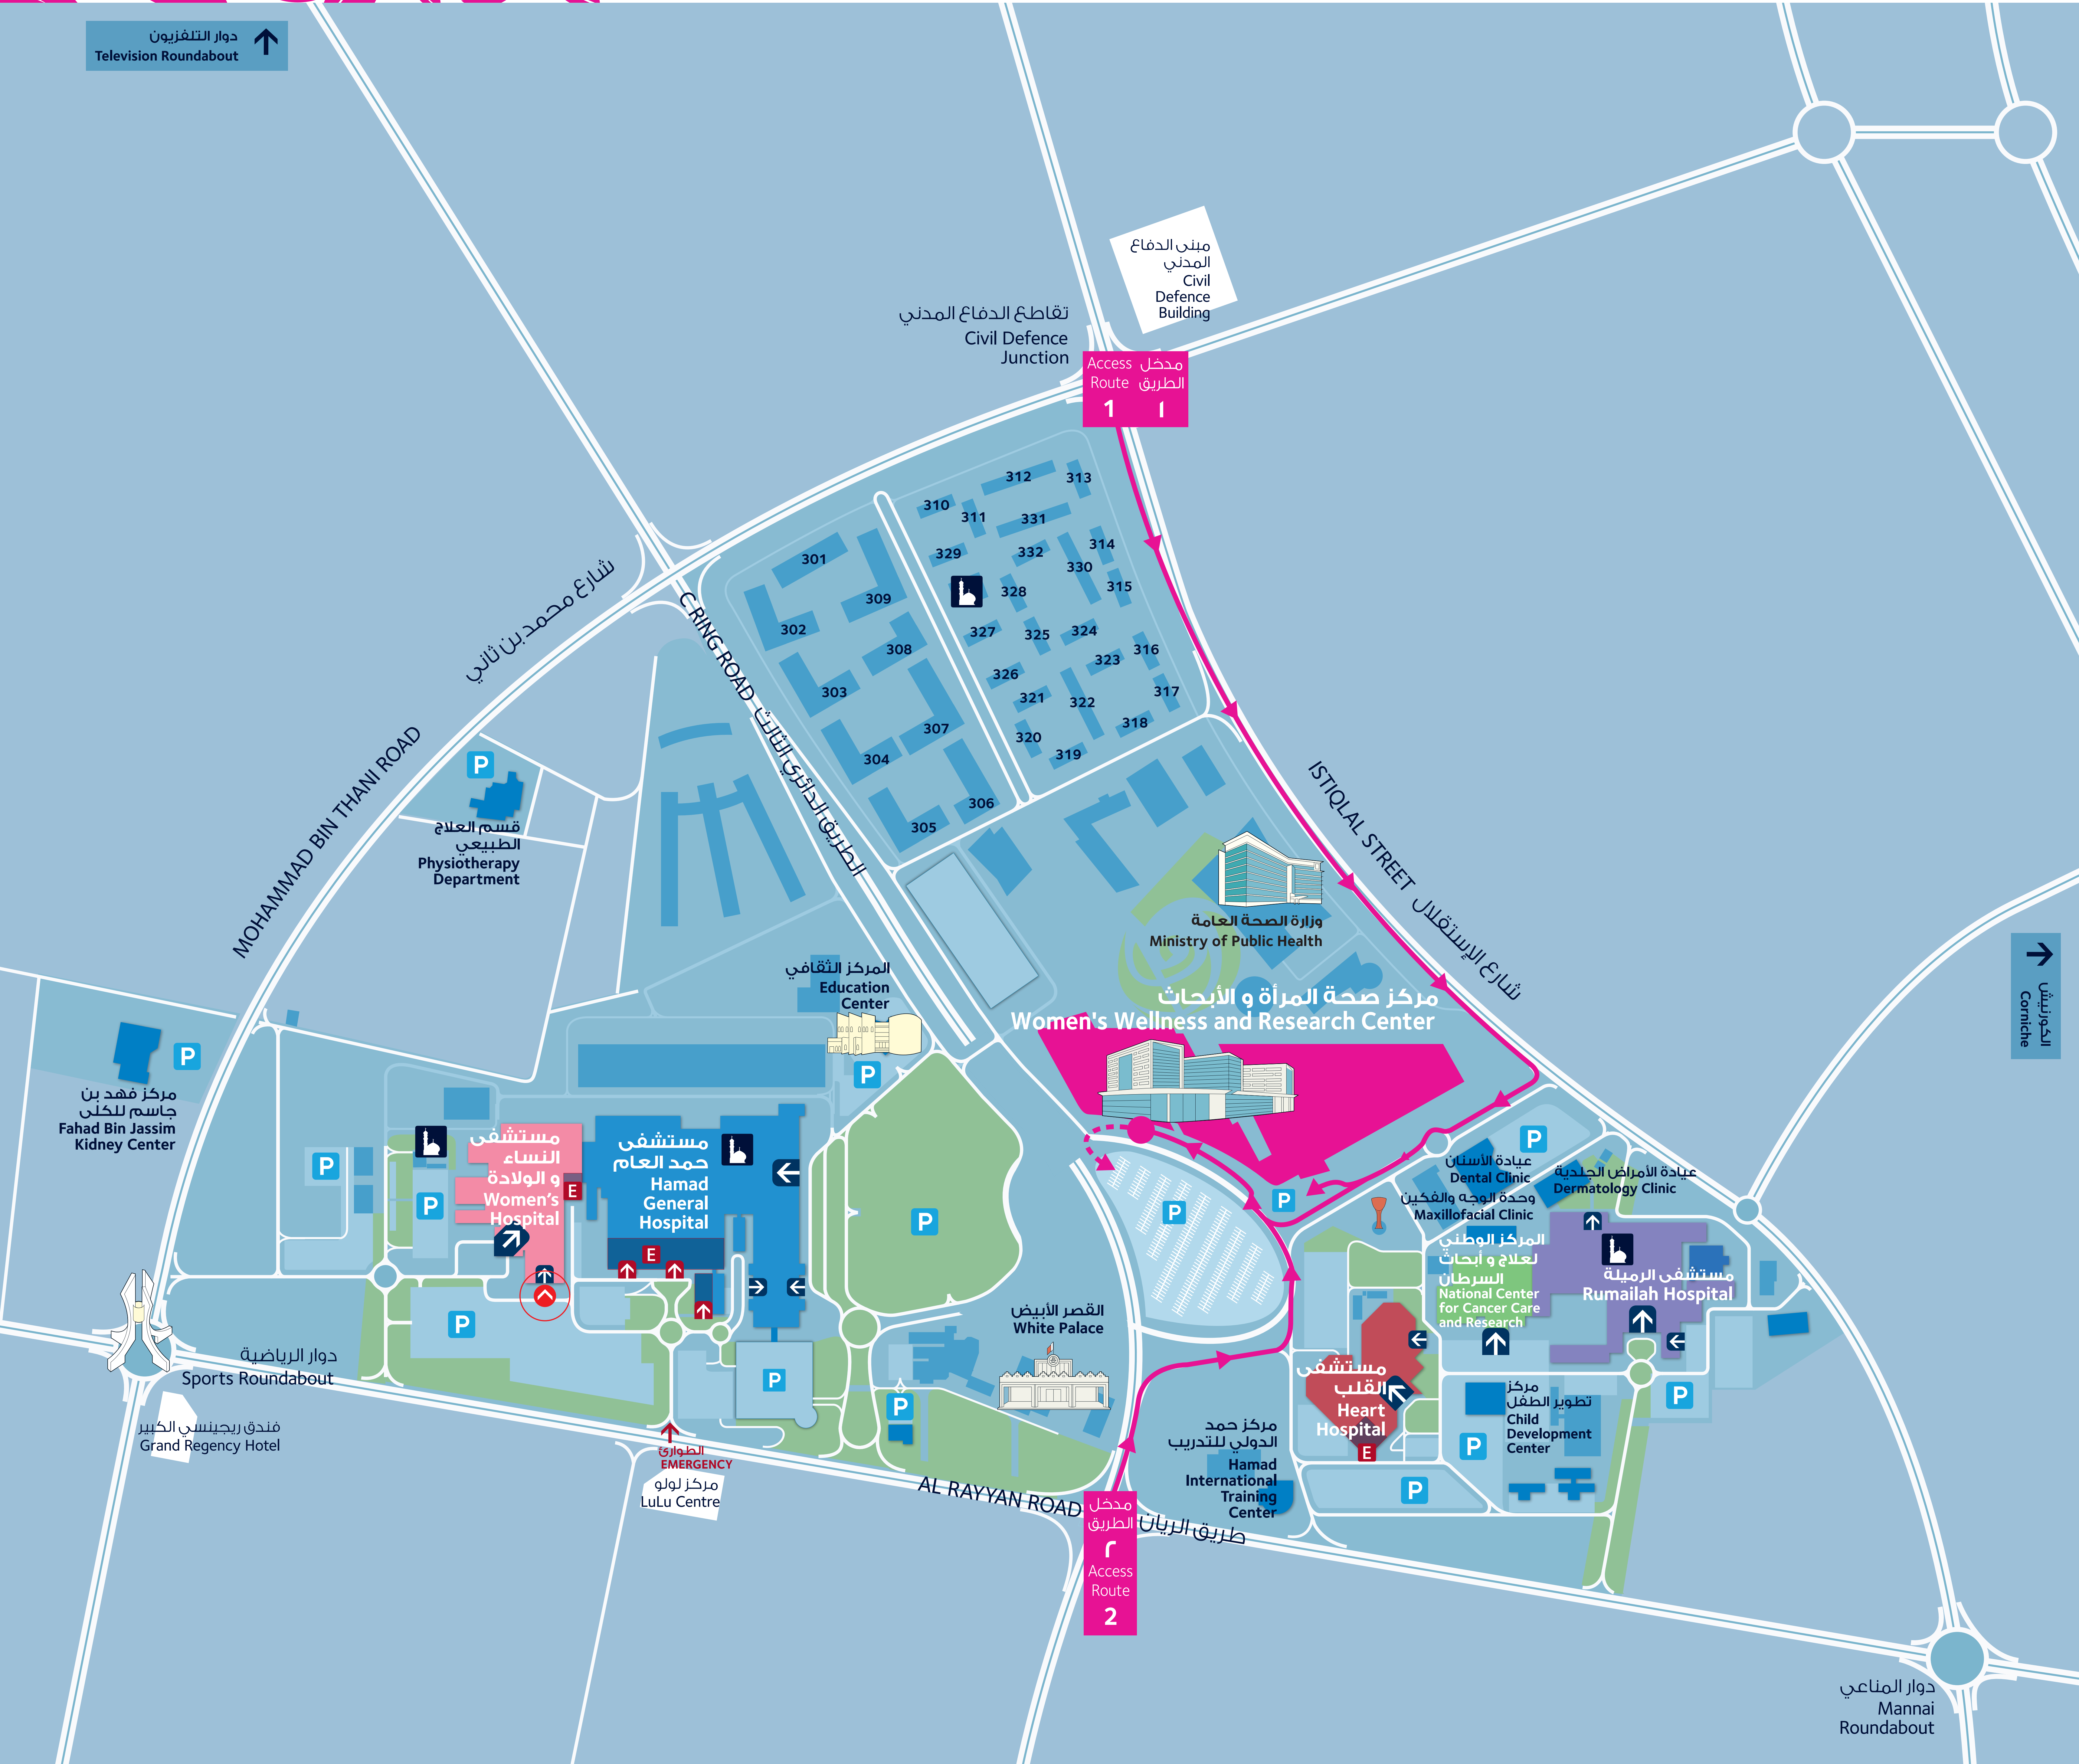 دوار التلفزيون
Television Roundabout
مبنى الدفاع
المدني
Civil
Defence
Building
تقاطع الدفاع المدني
Civil Defence
Junction
Access
Route
1
مدخل
الطريق
١
312
313
310
311
331
301
329
332
314
330
315
309
328
302
327
325
324
308
316
323
326
303
321
322
317
307
320
318
304
319
306
305
شارع محمد بن ثاني
MOHAMMAD BIN THANI ROAD
C RING ROAD الطريق الدائري الثالث
ISTIQLAL STREET شارع الإستقلال
P
قسم العلاج
الطبيعي
Physiotherapy
Department
وزارة الصحة العامة
Ministry of Public Health
الكورنيش
Corniche
المركز الثقافي
Education
Center
P
مركز صحة المرأة و الأبحاث
Women's Wellness and Research Center
P
مركز فهد بن
جاسم للكلى
Fahad Bin Jassim
Kidney Center
P
P
مستشفى
النساء
و الولادة
Women's
Hospital
E
مستشفى
حمد العام
Hamad
General
Hospital
E
P
P
P
P
عيادة الأسنان
Dental Clinic
عيادة الأمراض الجلدية
Dermatology Clinic
وحدة الوجه والفكين
Maxillofacial Clinic
المركز الوطني
لعلاج و أبحاث
السرطان
National Center
for Cancer Care
and Research
مستشفى الرميلة
Rumailah Hospital
P
P
القصر الأبيض
White Palace
P
دوار الرياضية
Sports Roundabout
فندق ريجينسي الكبير
Grand Regency Hotel
الطوارئ
EMERGENCY
مركز لولو
LuLu Centre
مستشفى
القلب
Heart
Hospital
E
مركز
تطوير الطفل
Child
Development
Center
P
P
P
مركز حمد
الدولي للتدريب
Hamad
International
Training
Center
AL RAYYAN ROAD طريق الريان
مدخل
الطريق
٢
Access
Route
2
دوار المناعي
Mannai
Roundabout